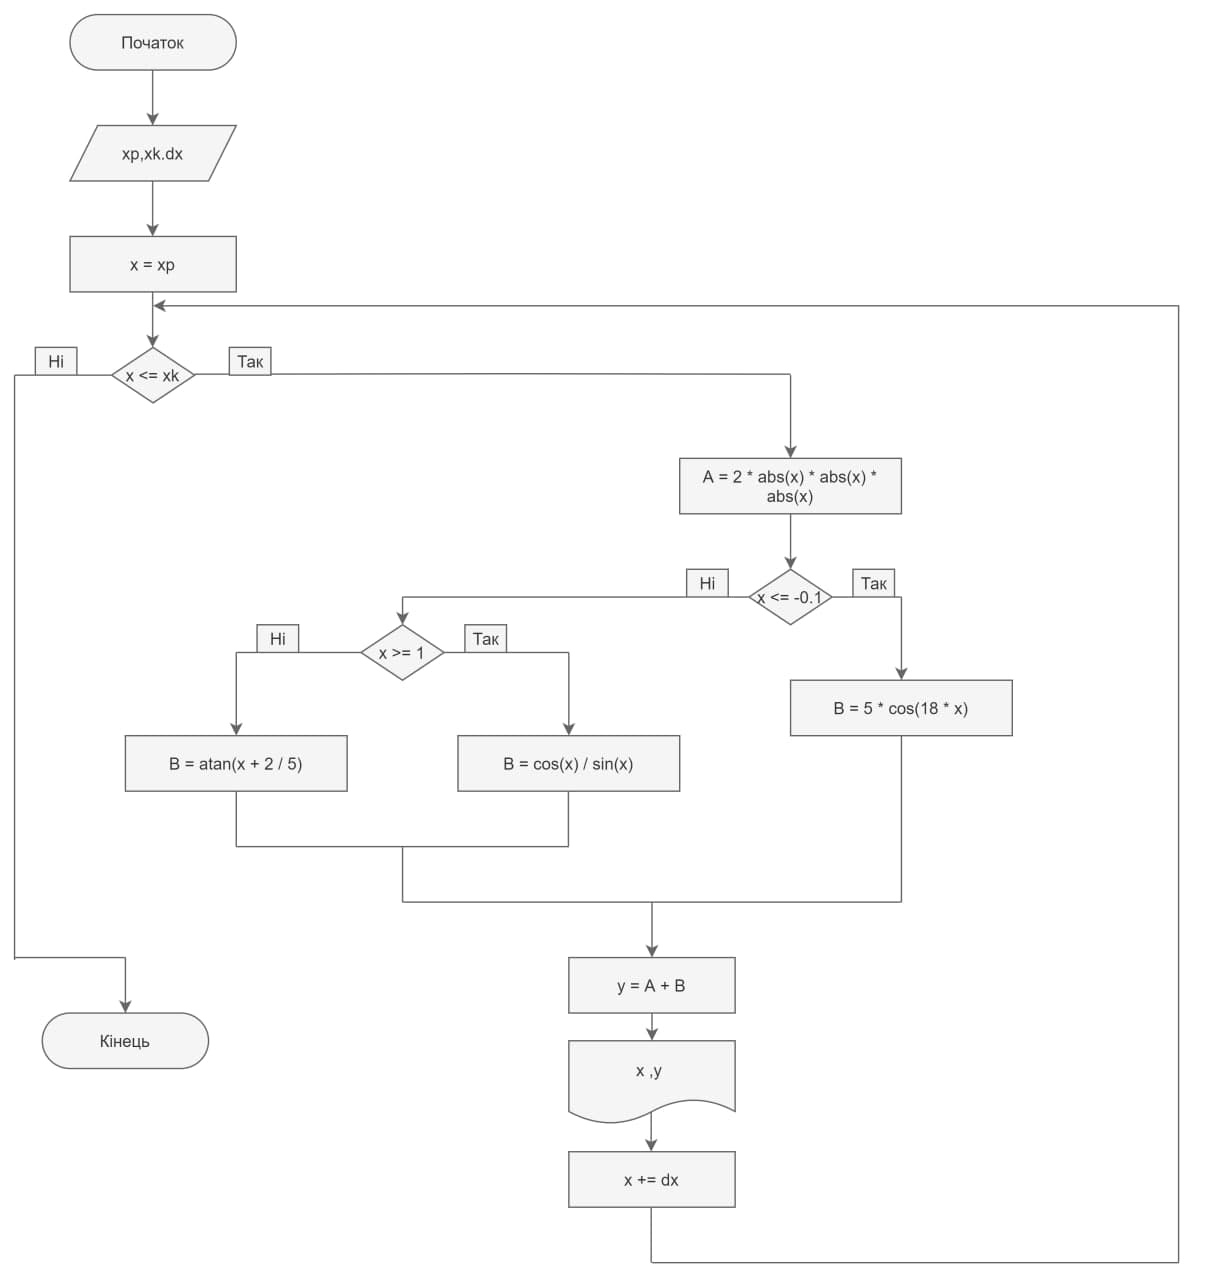 Початок
xp,xk.dx
x = xp
Ні
Так
x <= xk
A = 2 * abs(x) * abs(x) *
abs(x)
Ні
Так
x <= -0.1
Ні
Так
x >= 1
B = 5 * cos(18 * x)
B = atan(x + 2 / 5)
B = cos(x) / sin(x)
y = A + B
Кінець
x ,y
x += dx